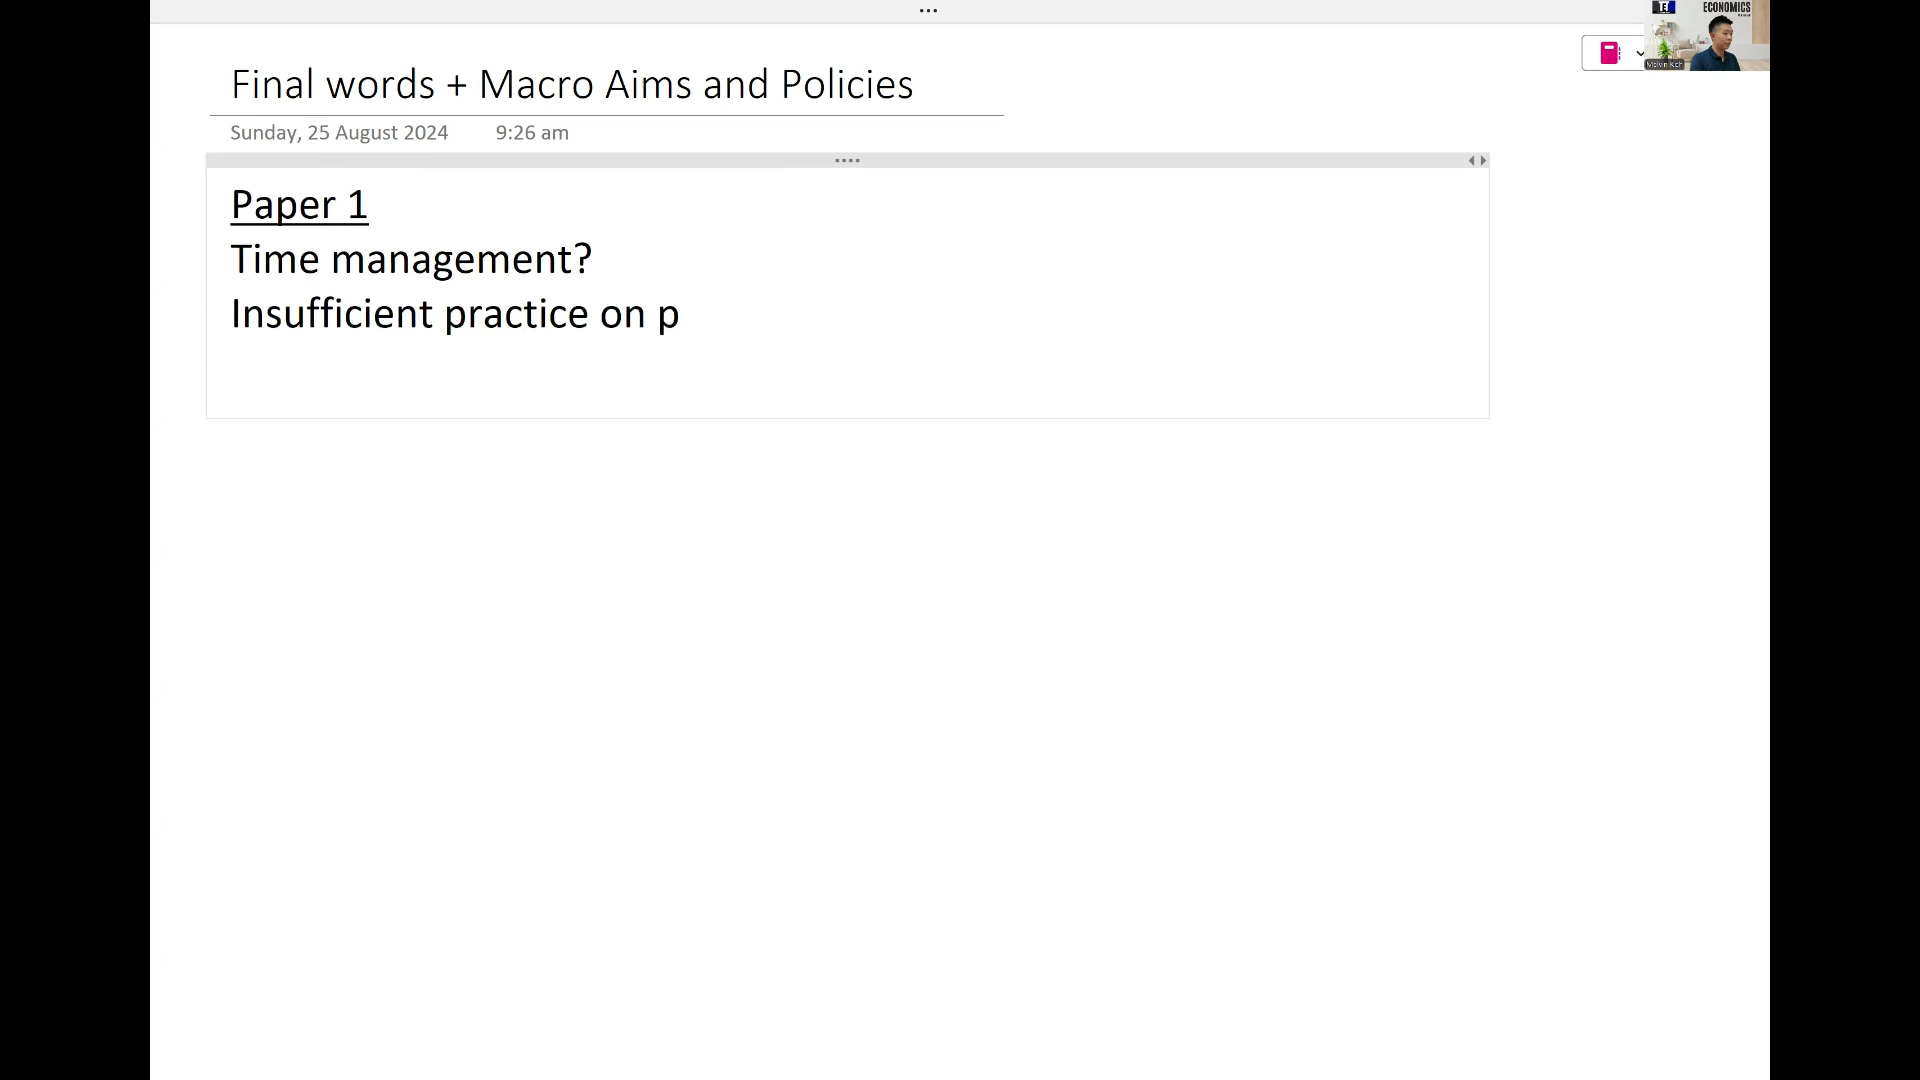 ECONOMICS
Final words + Macro Aims and Policies
Sunday, 25 August 2024 9:26 am
Paper 1
Time management?
Insufficient practice on p